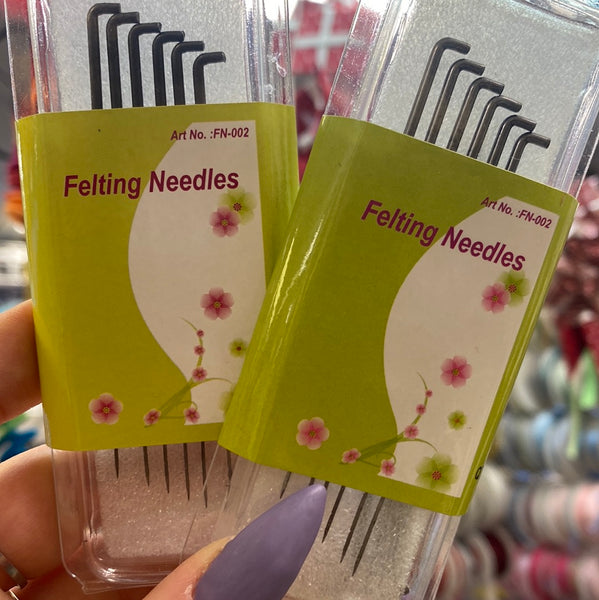 Art No. :FN-002
Felting Needles
Art No. :FN-002
Felting Needles